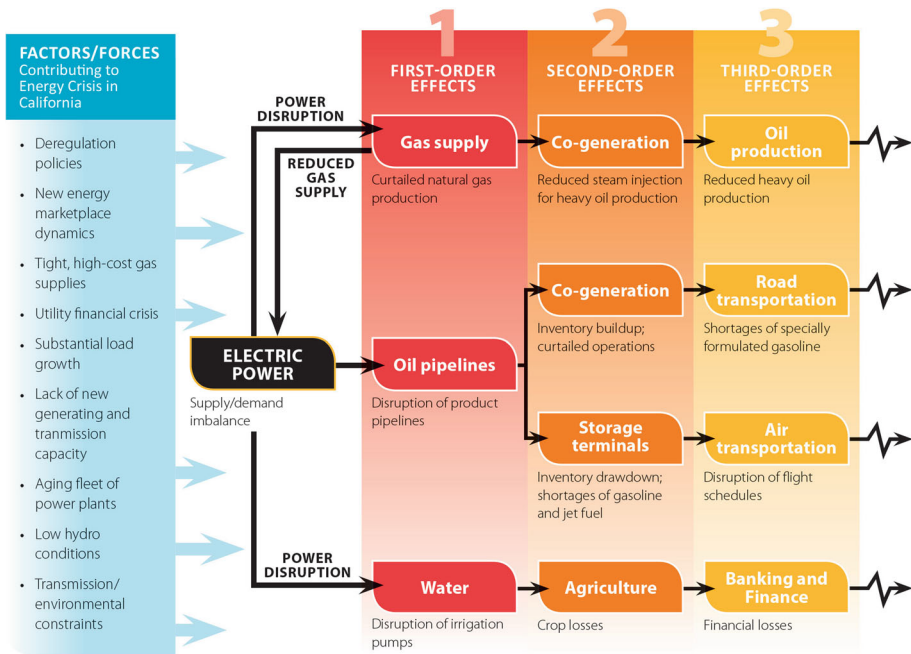 FACTORS/FORCES
Contributing to
Energy Crisis in
California
• Deregulation
policies
• New energy
marketplace
dynamics
• Tight, high-cost gas
supplies
• Utility financial crisis
• Substantial load
growth
• Lack of new
generating and
tranmission
capacity
• Aging fleet of
power plants
• Low hydro
conditions
• Transmission/
environmental
constraints
POWER
DISRUPTION
REDUCED
GAS
SUPPLY
ELECTRIC
POWER
Supply/demand
imbalance
POWER
DISRUPTION
1
FIRST-ORDER
EFFECTS
Gas supply
Curtailed natural gas
production
Oil pipelines
Disruption of product
pipelines
Water
Disruption of irrigation
pumps
2
SECOND-ORDER
EFFECTS
Co-generation
Reduced steam injection
for heavy oil production
Co-generation
Inventory buildup;
curtailed operations
Storage
terminals
Inventory drawdown;
shortages of gasoline
and jet fuel
Agriculture
Crop losses
3
THIRD-ORDER
EFFECTS
Oil
production
Reduced heavy oil
production
Road
transportation
Shortages of specially
formulated gasoline
Air
transportation
Disruption of flight
schedules
Banking and
Finance
Financial losses